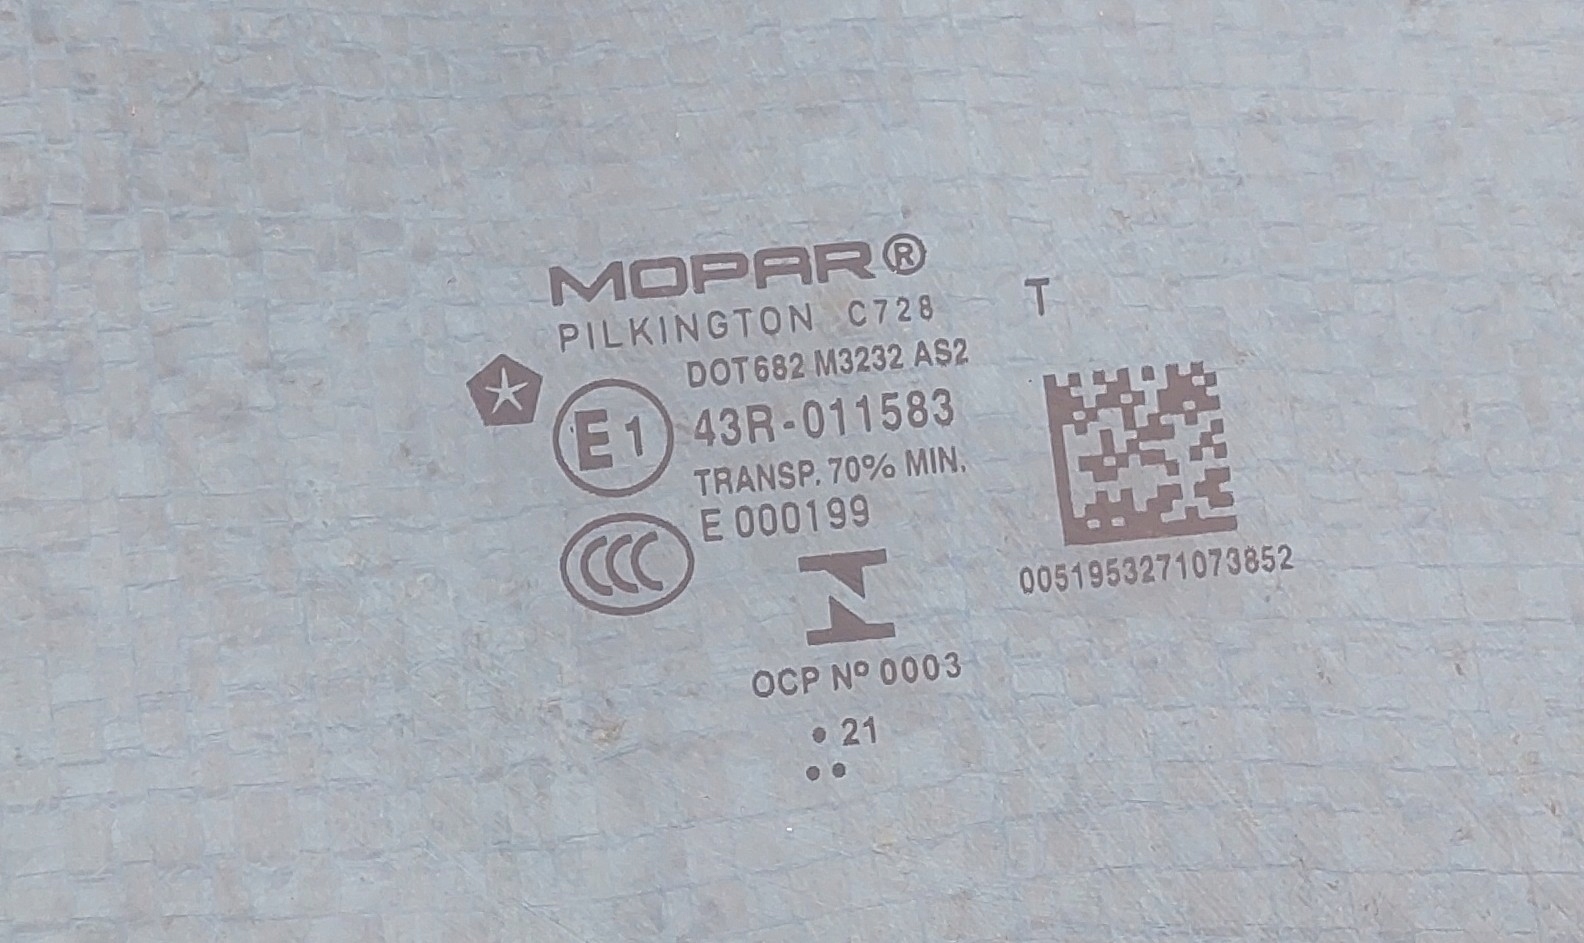 MOPAR®
PILKINGTON C728
T
DOT682 M3232 AS2
E1
43R-011583
TRANSP. 70% MIN.
E 000199
CCC
0051953271073852
OCP Nº 0003
• 21
••